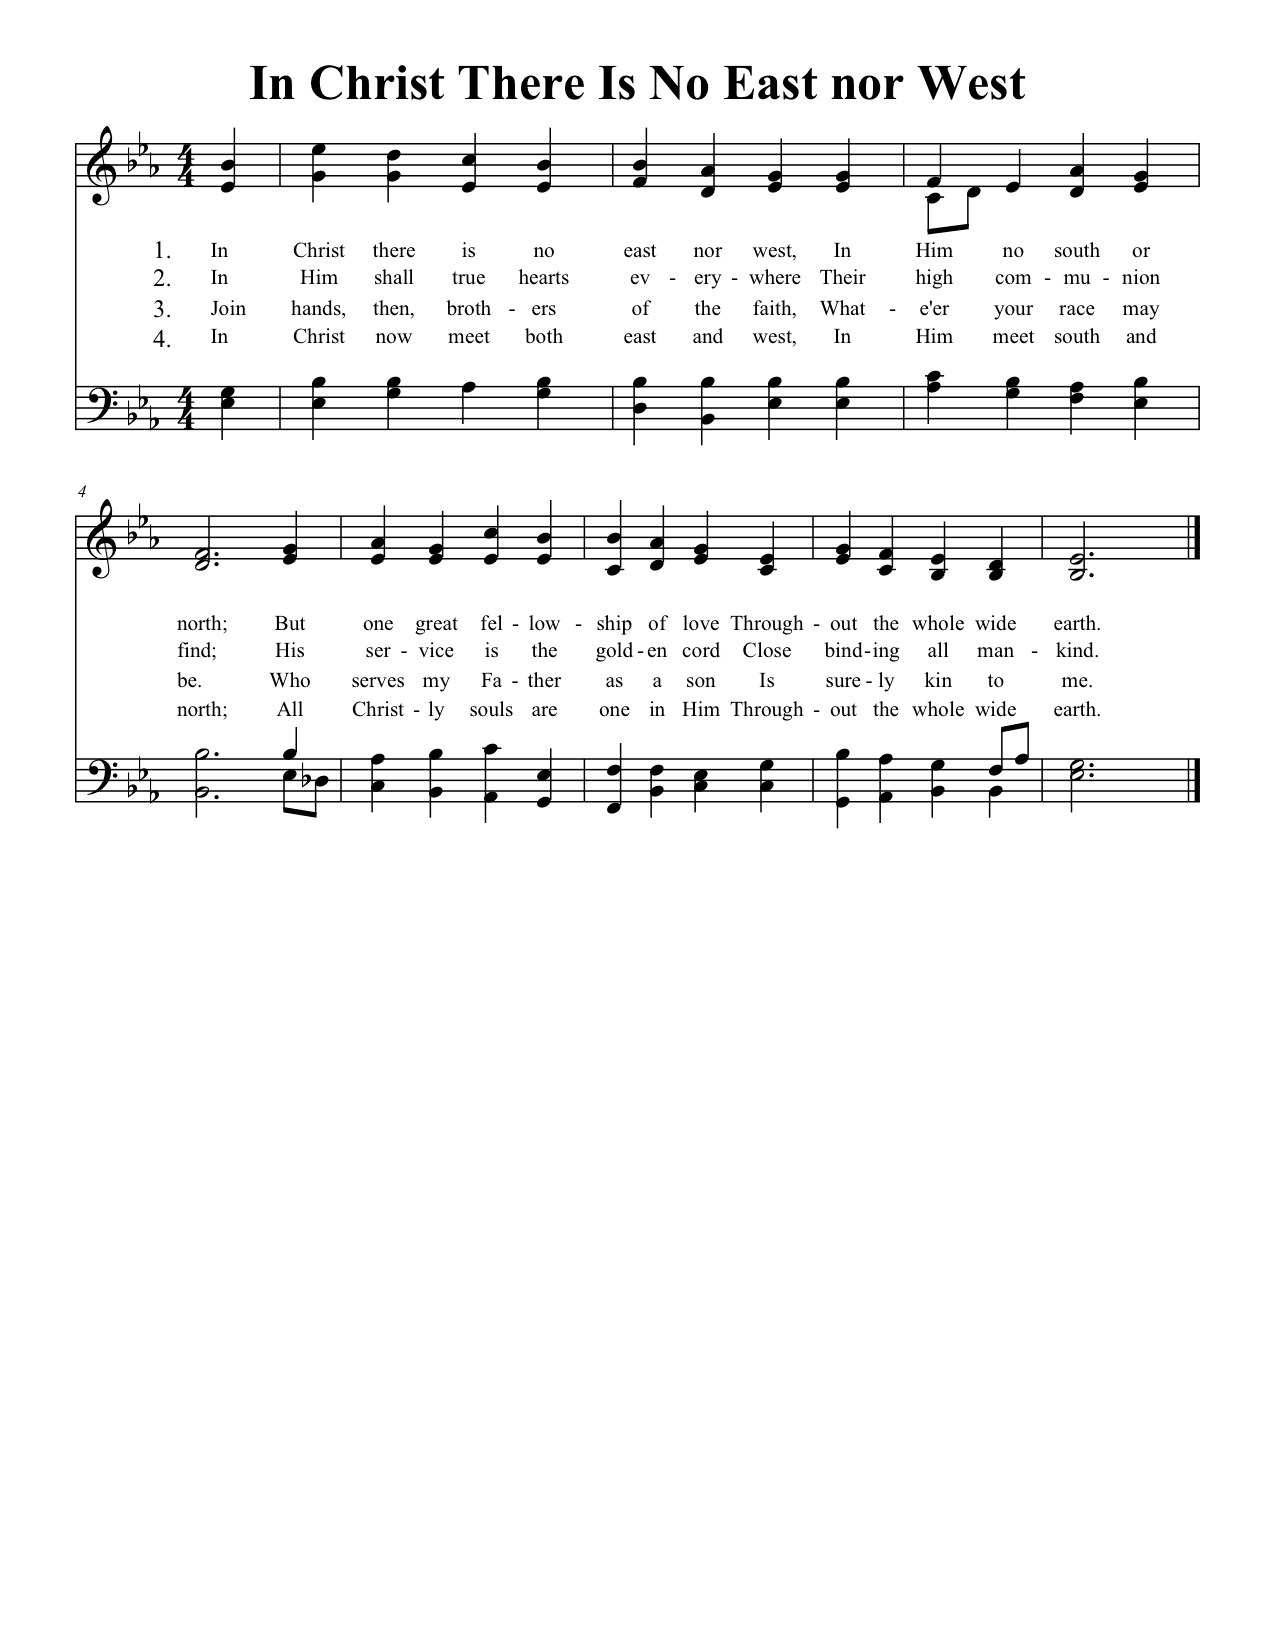 In Christ There Is No East nor West
1. In Christ there is no east nor west, In Him no south or
2. In Him shall true hearts ev - ery - where Their high com - mu - nion
3. Join hands, then, broth - ers of the faith, What - e'er your race may
4. In Christ now meet both east and west, In Him meet south and
4
north; But one great fel - low - ship of love Through - out the whole wide earth.
find; His ser - vice is the gold - en cord Close bind - ing all man - kind.
be. Who serves my Fa - ther as a son Is sure - ly kin to me.
north; All Christ - ly souls are one in Him Through - out the whole wide earth.